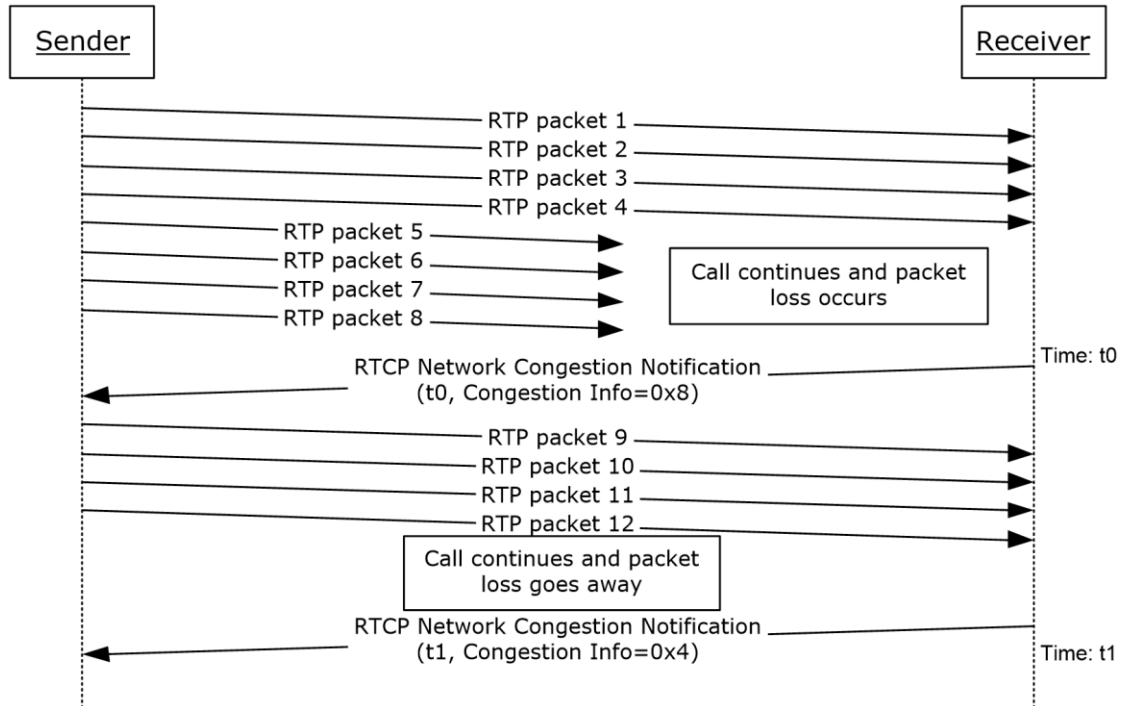 Sender
Receiver
RTP packet 1
RTP packet 2
RTP packet 3
RTP packet 4
RTP packet 5
RTP packet 6
RTP packet 7
RTP packet 8
Call continues and packet
loss occurs
Time: t0
RTCP Network Congestion Notification
(t0, Congestion Info=0x8)
RTP packet 9
RTP packet 10
RTP packet 11
RTP packet 12
Call continues and packet
loss goes away
RTCP Network Congestion Notification
(t1, Congestion Info=0x4)
Time: t1